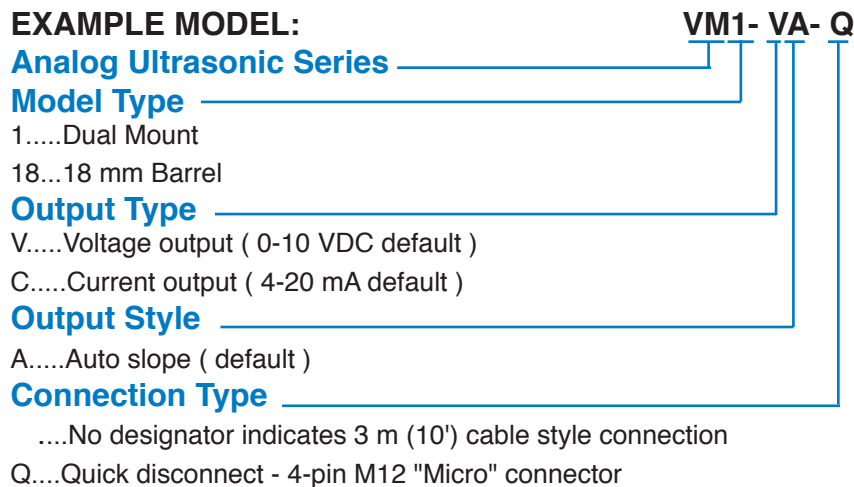 EXAMPLE MODEL: VM1- VA- Q
Analog Ultrasonic Series
Model Type
1.....Dual Mount
18...18 mm Barrel
Output Type
V.....Voltage output ( 0-10 VDC default )
C.....Current output ( 4-20 mA default )
Output Style
A.....Auto slope ( default )
Connection Type
....No designator indicates 3 m (10') cable style connection
Q....Quick disconnect - 4-pin M12 "Micro" connector